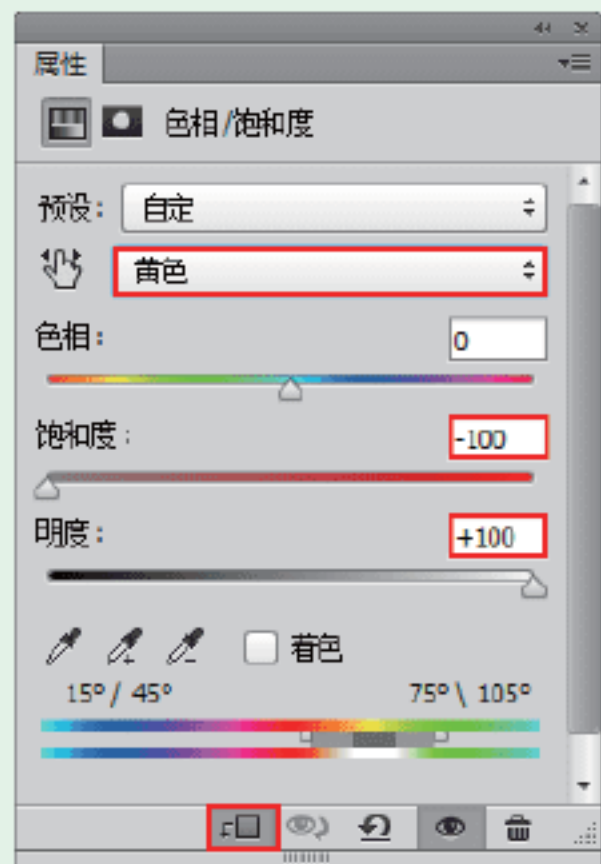 属性
色相/饱和度
预设: 自定
黄色
色相: 0
饱和度: -100
明度: +100
着色
15°/ 45° 75°\ 105°